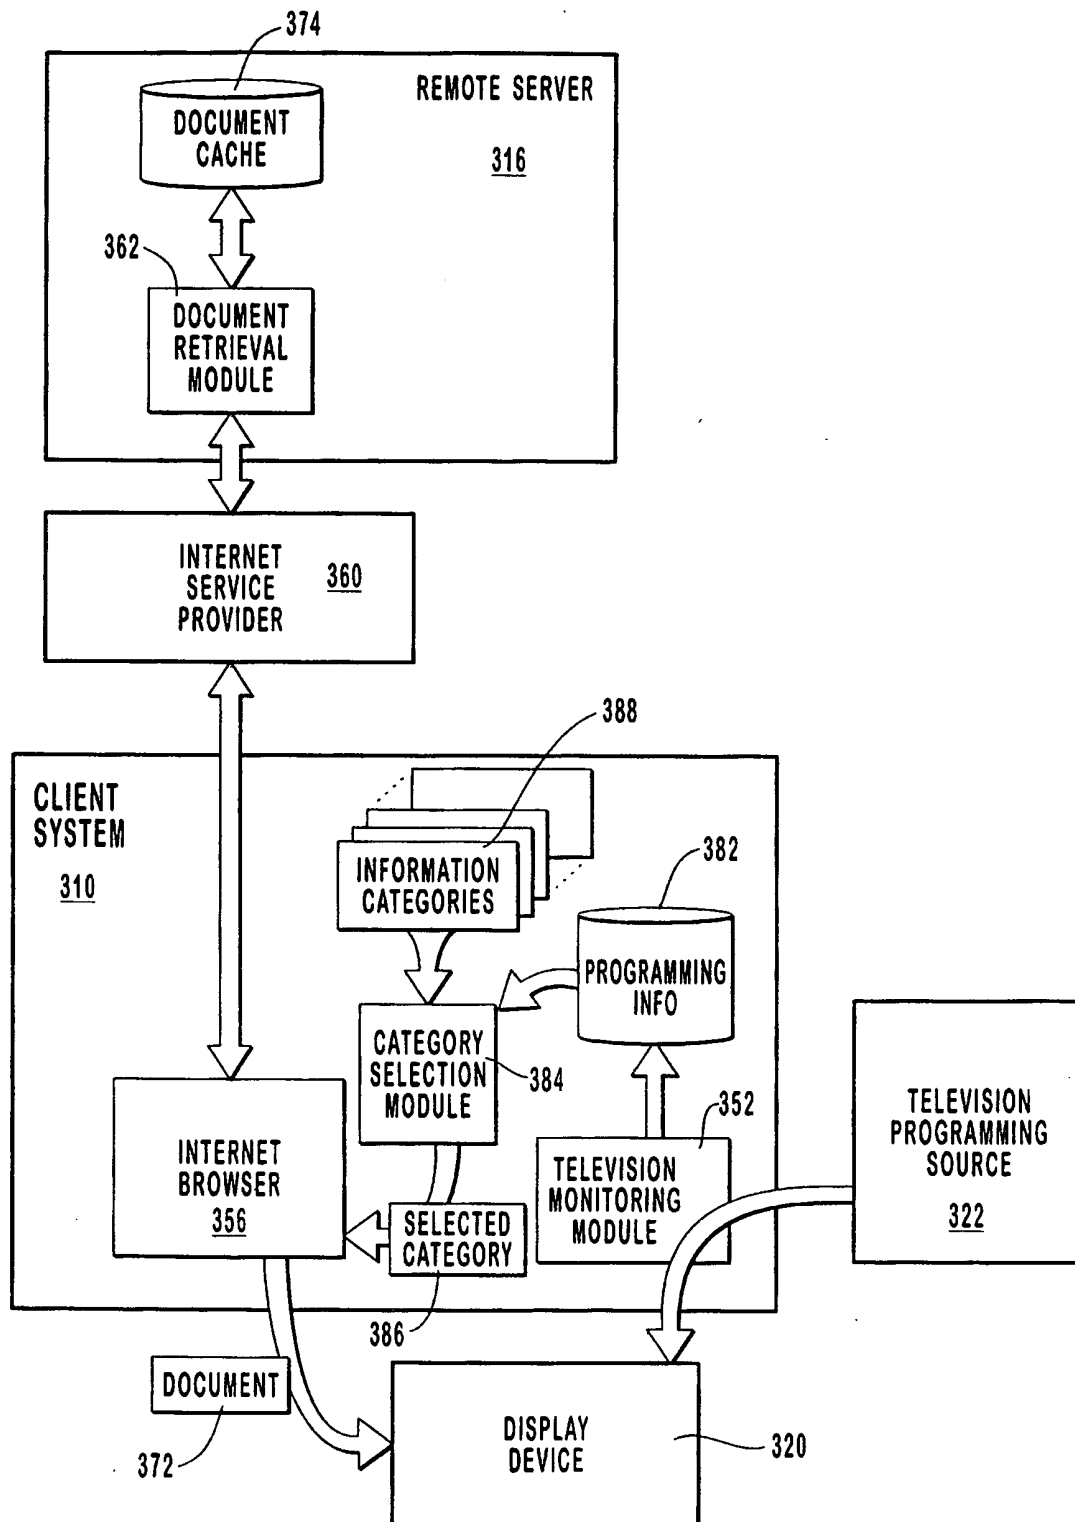 374
REMOTE SERVER
316
DOCUMENT
CACHE
362
DOCUMENT
RETRIEVAL
MODULE
INTERNET
SERVICE
PROVIDER
360
388
CLIENT
SYSTEM
310
INFORMATION
CATEGORIES
382
PROGRAMMING
INFO
CATEGORY
SELECTION
MODULE
384
352
TELEVISION
MONITORING
MODULE
TELEVISION
PROGRAMMING
SOURCE
322
INTERNET
BROWSER
356
SELECTED
CATEGORY
386
DOCUMENT
372
DISPLAY
DEVICE
320